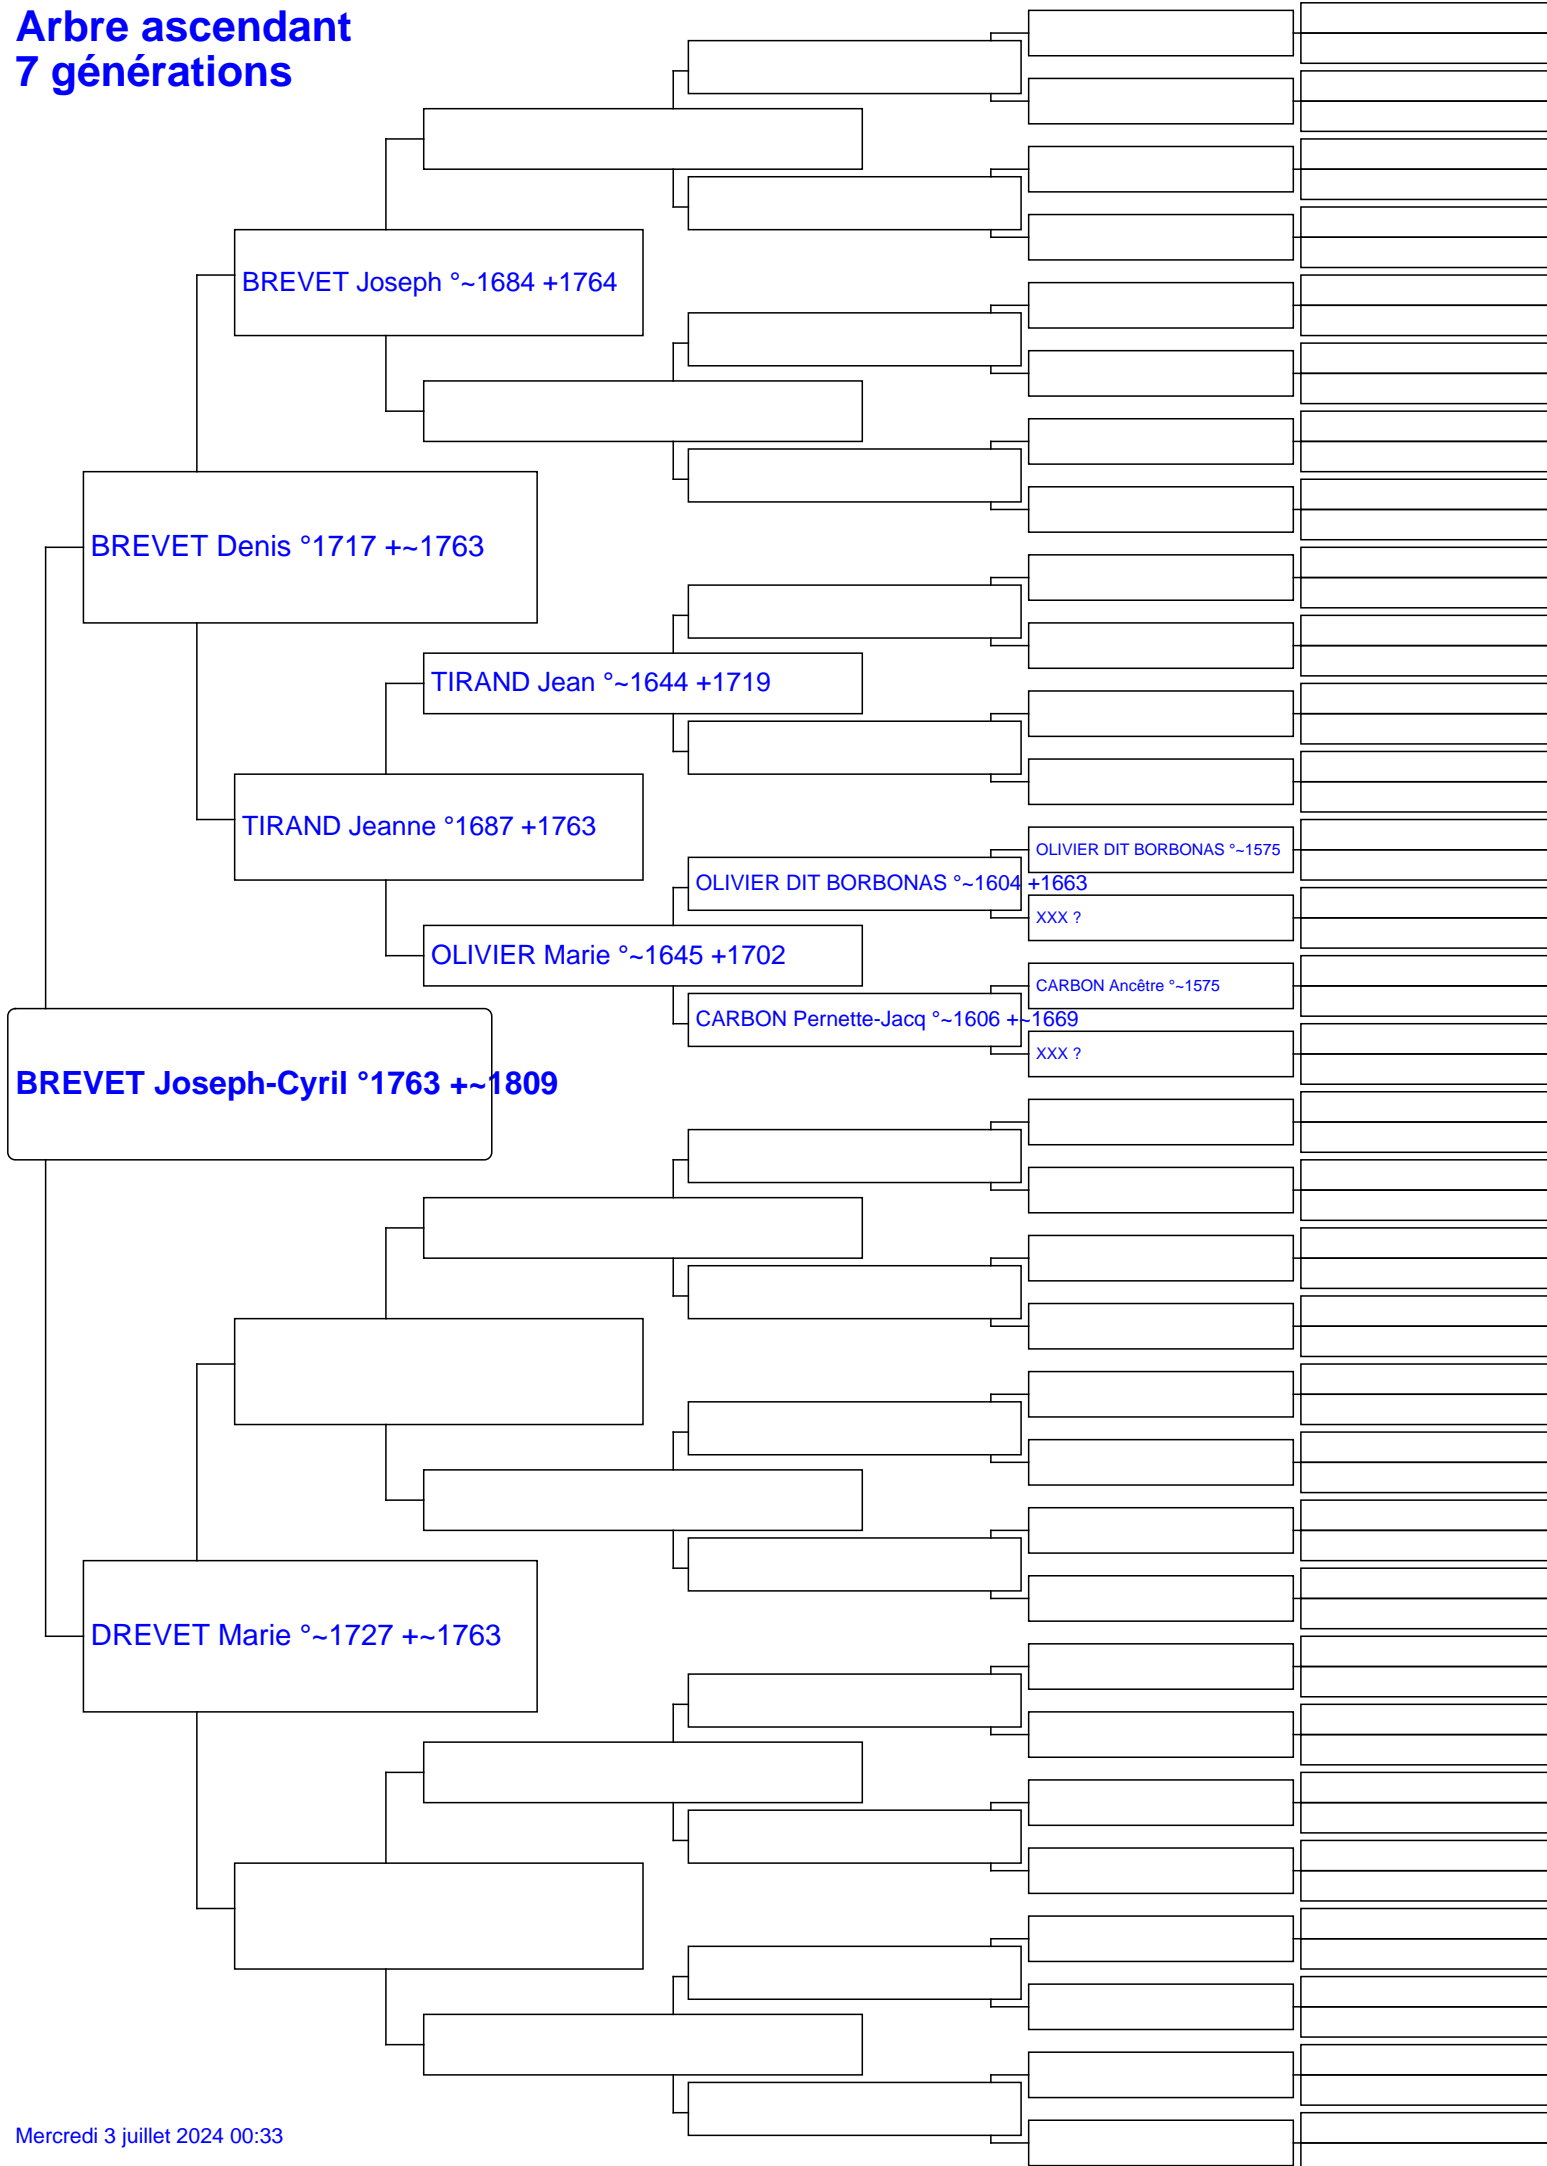 Arbre ascendant
7 générations
BREVET Joseph °~1684 +1764
BREVET Denis °1717 +~1763
TIRAND Jean °~1644 +1719
TIRAND Jeanne °1687 +1763
OLIVIER DIT BORBONAS °~1575
OLIVIER DIT BORBONAS °~1604 +1663
XXX ?
OLIVIER Marie °~1645 +1702
CARBON Ancêtre °~1575
CARBON Pernette-Jacq °~1606 +~1669
XXX ?
BREVET Joseph-Cyril °1763 +~1809
DREVET Marie °~1727 +~1763
Mercredi 3 juillet 2024 00:33